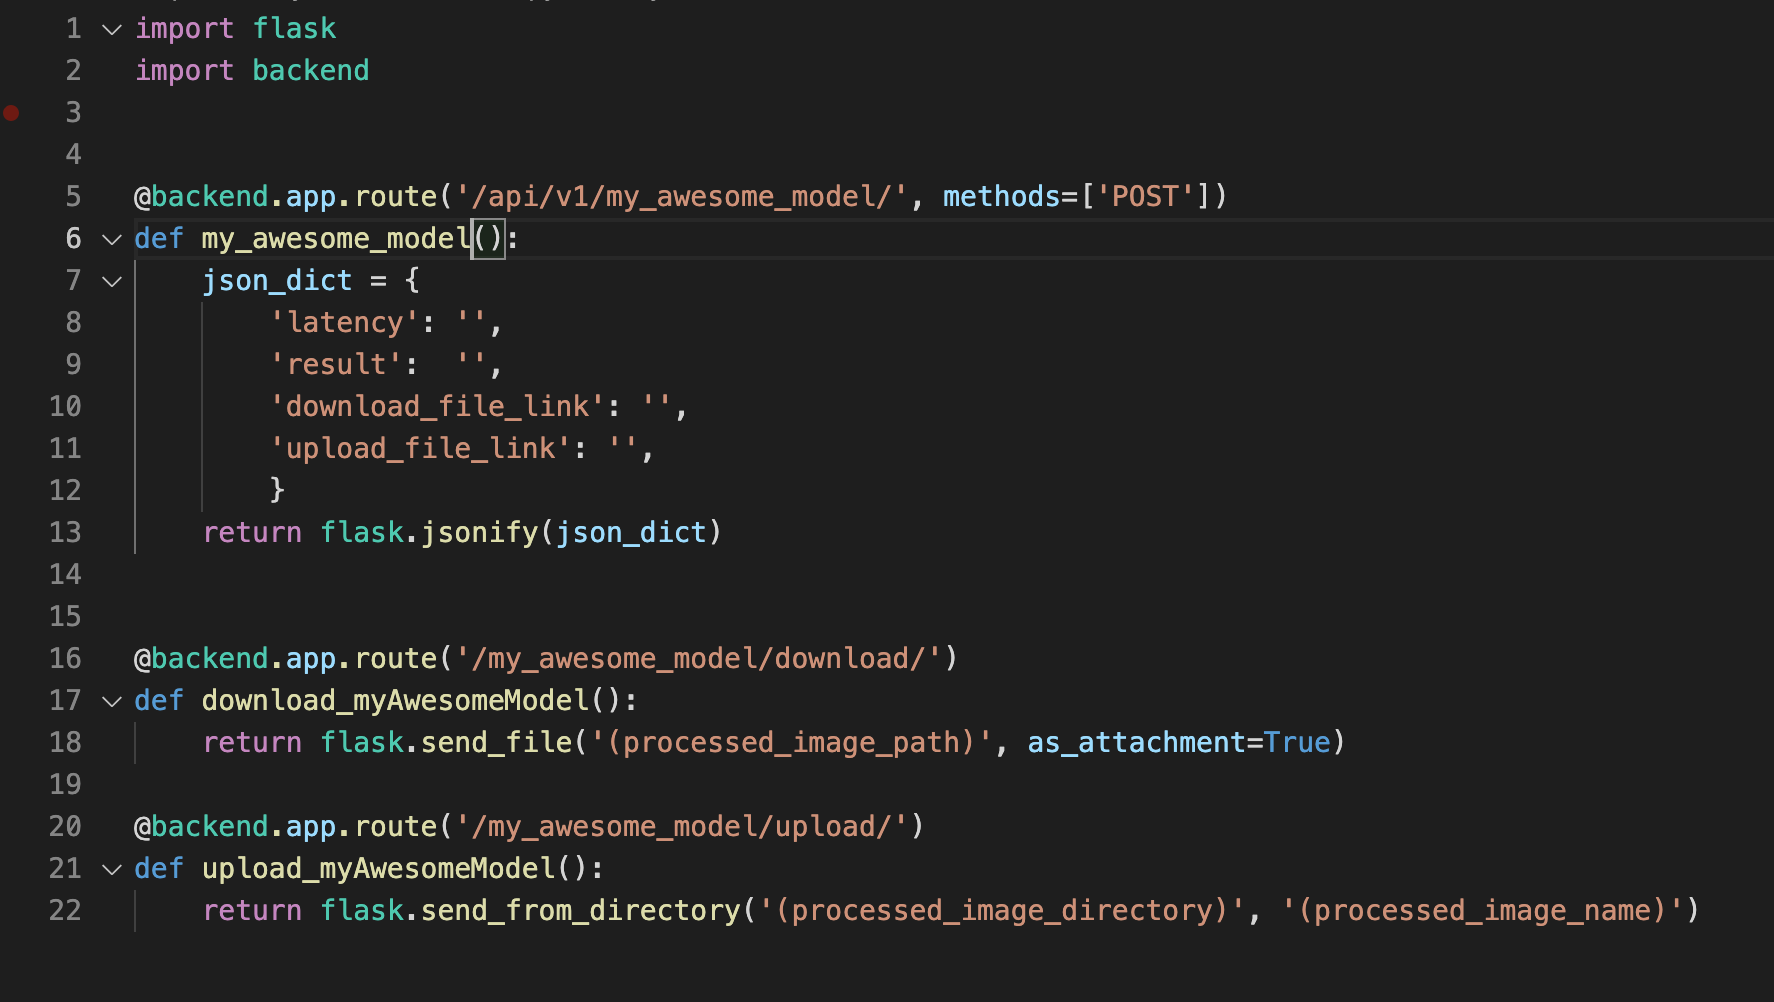 1 import flask
2 import backend
3
4
5 @backend.app.route('/api/v1/my_awesome_model/', methods=['POST'])
6 def my_awesome_model():
7     json_dict = {
8         'latency': '',
9         'result':  '',
10         'download_file_link': '',
11         'upload_file_link': '',
12         }
13     return flask.jsonify(json_dict)
14
15
16 @backend.app.route('/my_awesome_model/download/')
17 def download_myAwesomeModel():
18     return flask.send_file('(processed_image_path)', as_attachment=True)
19
20 @backend.app.route('/my_awesome_model/upload/')
21 def upload_myAwesomeModel():
22     return flask.send_from_directory('(processed_image_directory)', '(processed_image_name)')